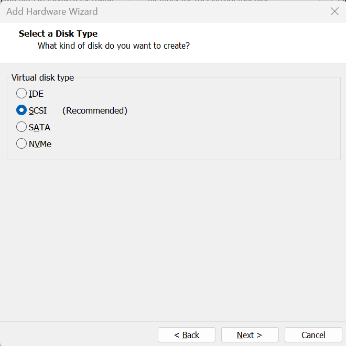 Add Hardware Wizard
Select a Disk Type
What kind of disk do you want to create?
Virtual disk type
IDE
SCSI (Recommended)
SATA
NVMe
< Back Next > Cancel